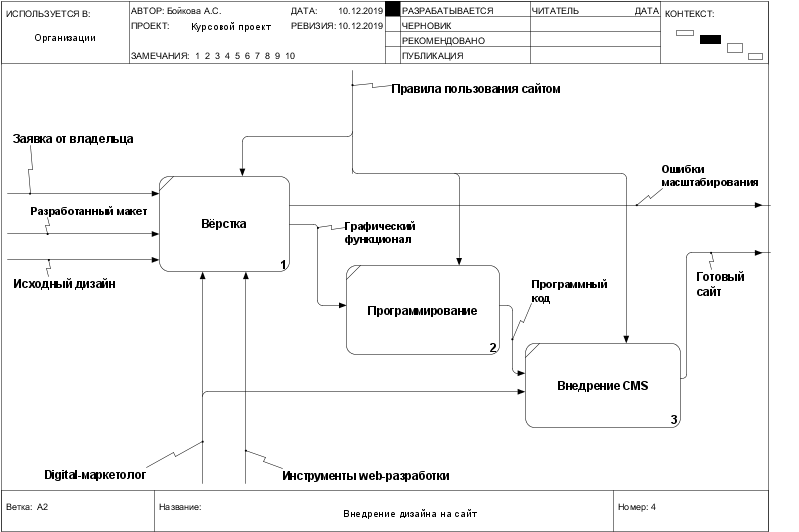 ИСПОЛЬЗУЕТСЯ В:
Организации
АВТОР: Бойкова А.С.
ДАТА: 10.12.2019
ПРОЕКТ: Курсовой проект
РЕВИЗИЯ: 10.12.2019
ЗАМЕЧАНИЯ: 1 2 3 4 5 6 7 8 9 10
РАЗРАБАТЫВАЕТСЯ
ЧЕРНОВИК
РЕКОМЕНДОВАНО
ПУБЛИКАЦИЯ
ЧИТАТЕЛЬ
ДАТА
КОНТЕКСТ:
Правила пользования сайтом
Заявка от владельца
Разработанный макет
Исходный дизайн
Вёрстка
1
Ошибки
масштабирования
Графический
функционал
Программирование
2
Программный
код
Готовый
сайт
Внедрение CMS
3
Digital-маркетолог
Инструменты web-разработки
Ветка: A2
Название:
Внедрение дизайна на сайт
Номер: 4